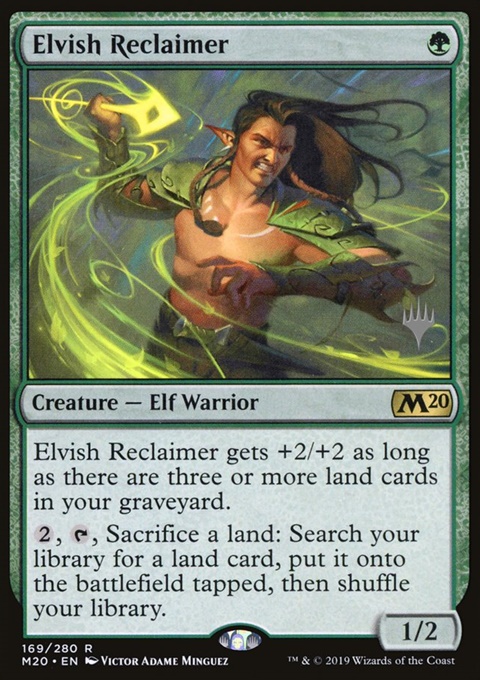 Elvish Reclaimer
Creature — Elf Warrior
M20
Elvish Reclaimer gets +2/+2 as long
as there are three or more land cards
in your graveyard.
2, , Sacrifice a land: Search your
library for a land card, put it onto
the battlefield tapped, then shuffle
your library.
1/2
169/280 R
M20 • EN Victor Adame Minguez
™ & © 2019 Wizards of the Coast